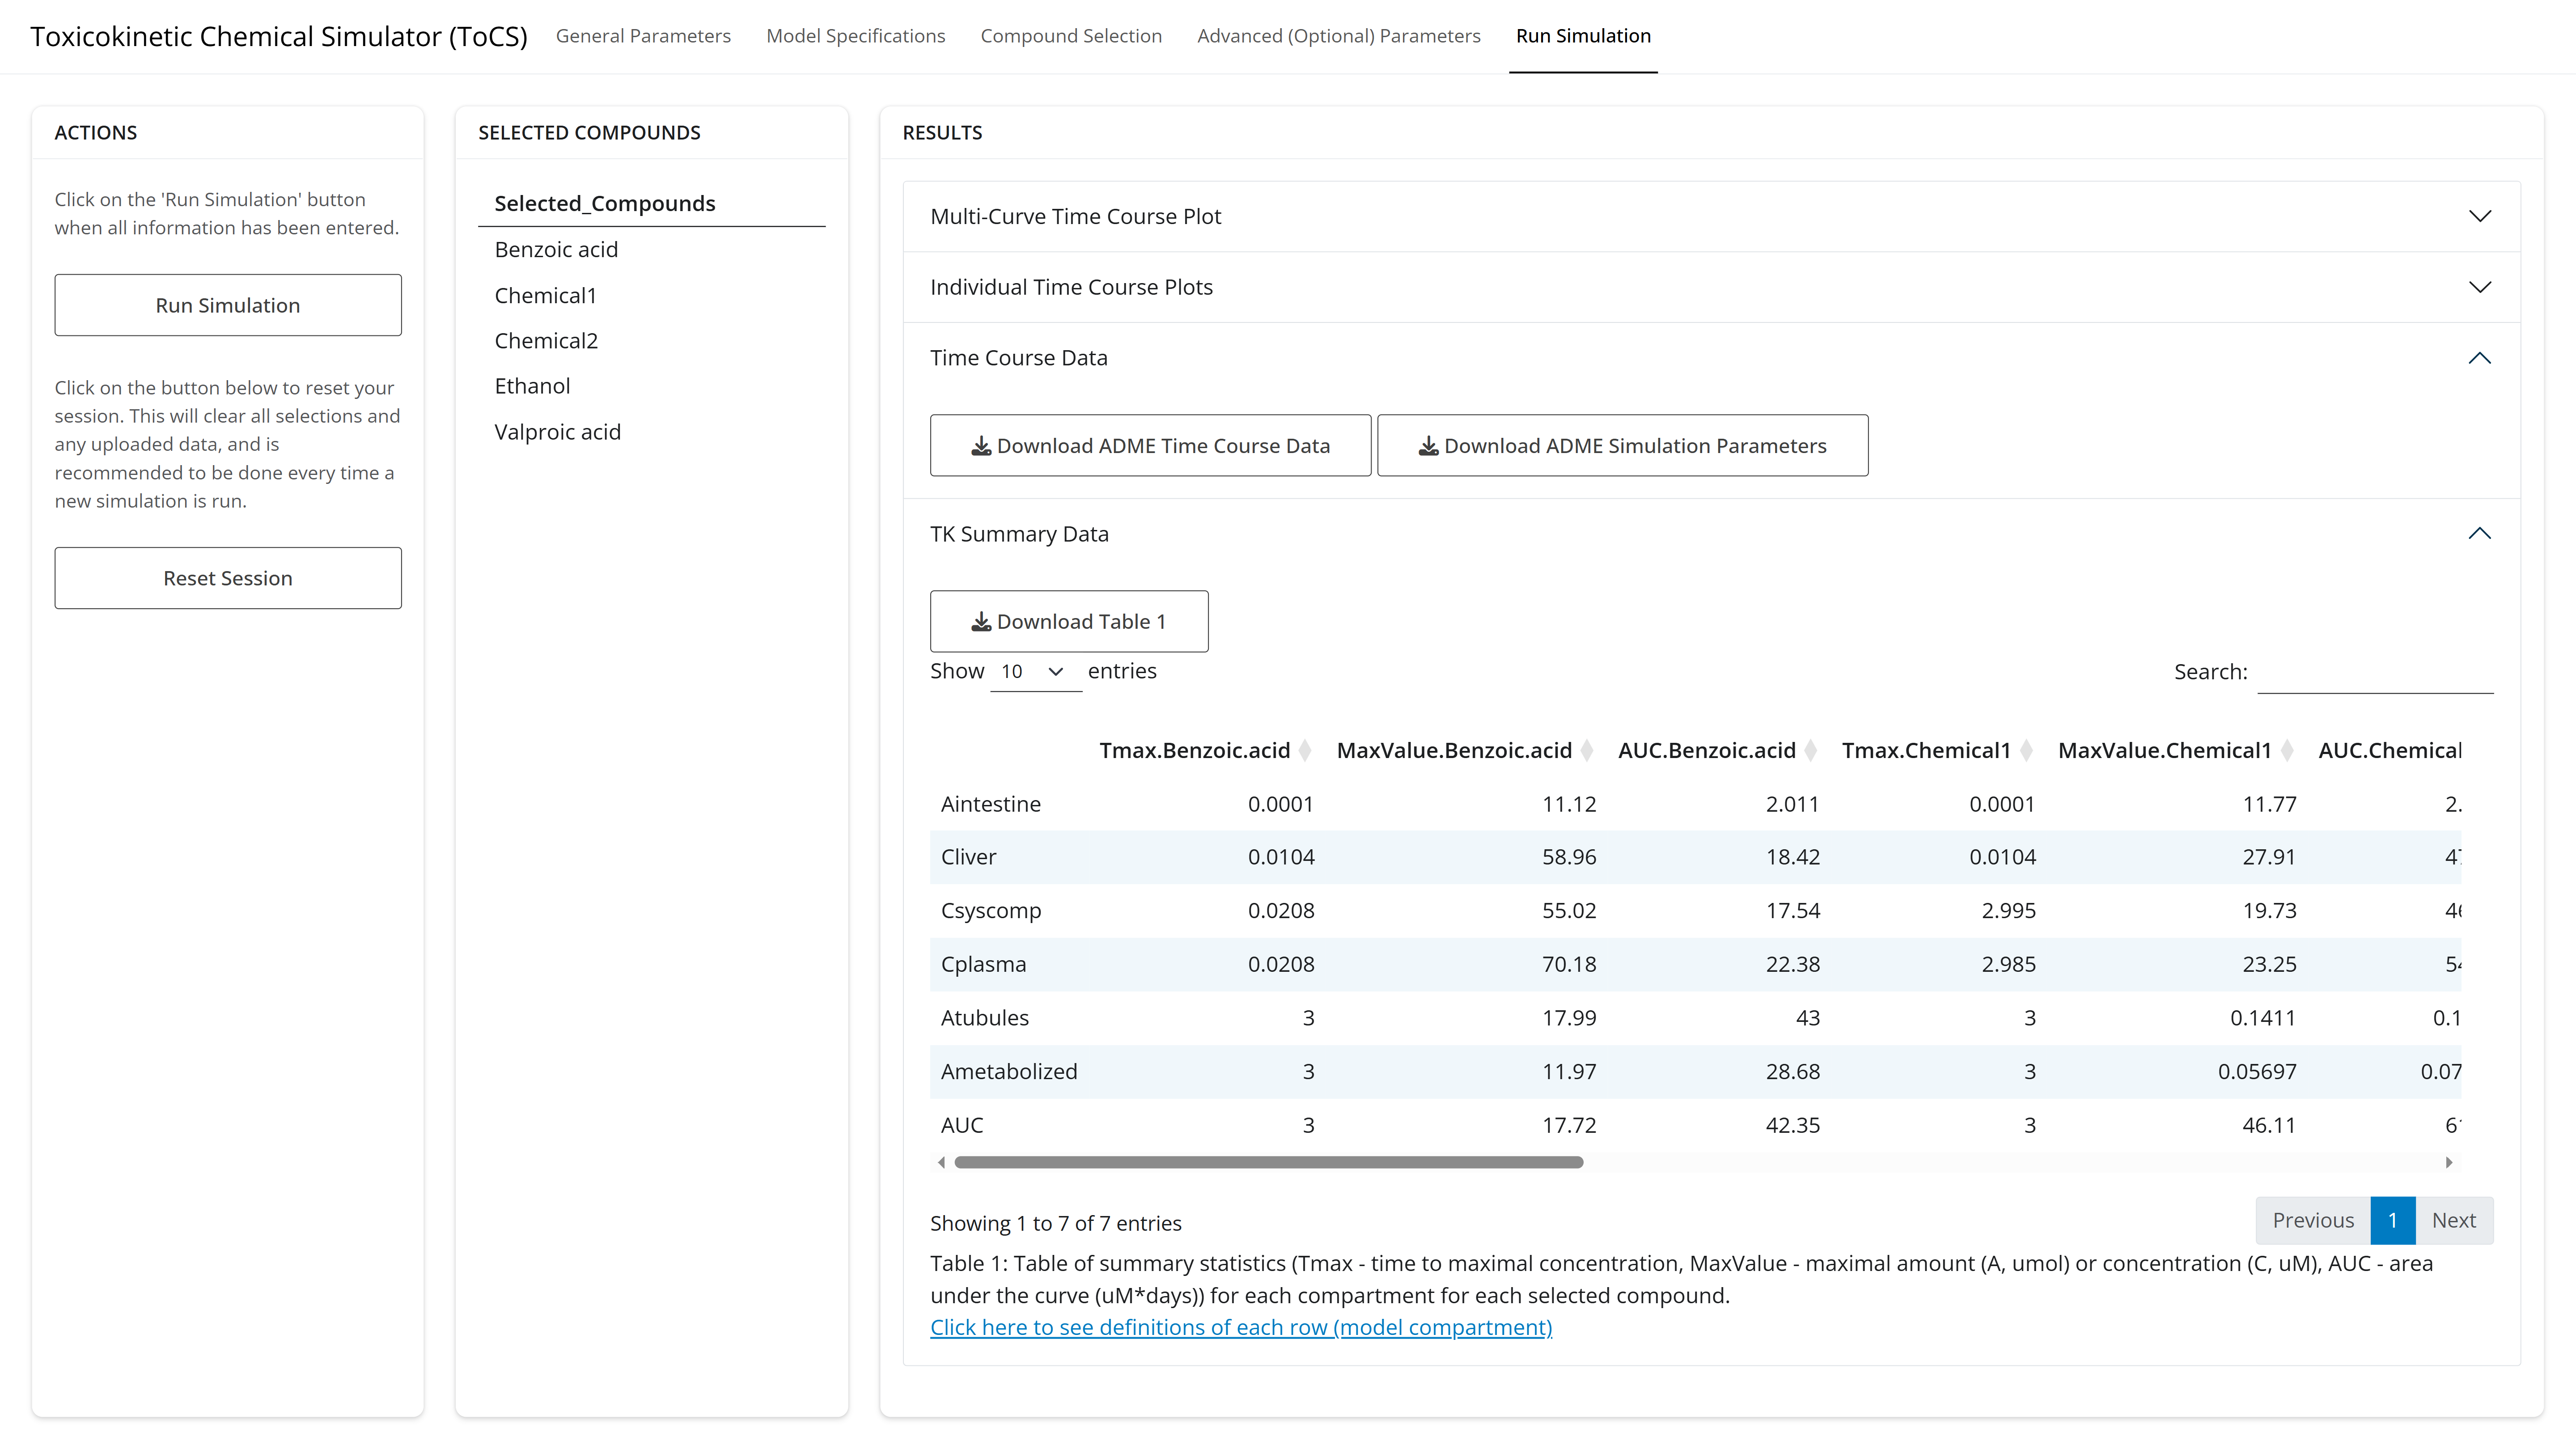 Toxicokinetic Chemical Simulator (ToCS) General Parameters Model Specifications Compound Selection Advanced (Optional) Parameters Run Simulation
ACTIONS
Click on the 'Run Simulation' button
when all information has been entered.
Run Simulation
Click on the button below to reset your
session. This will clear all selections and
any uploaded data, and is
recommended to be done every time a
new simulation is run.
Reset Session
SELECTED COMPOUNDS
Selected_Compounds
Benzoic acid
Chemical1
Chemical2
Ethanol
Valproic acid
RESULTS
Multi-Curve Time Course Plot
Individual Time Course Plots
Time Course Data
Download ADME Time Course Data Download ADME Simulation Parameters
TK Summary Data
Download Table 1
Show 10 entries Search:
Tmax.Benzoic.acid MaxValue.Benzoic.acid AUC.Benzoic.acid Tmax.Chemical1 MaxValue.Chemical1 AUC.Chemical
Aintestine 0.0001 11.12 2.011 0.0001 11.77 2.
Cliver 0.0104 58.96 18.42 0.0104 27.91 4
Csyscomp 0.0208 55.02 17.54 2.995 19.73 4
Cplasma 0.0208 70.18 22.38 2.985 23.25 5
Atubules 3 17.99 43 3 0.1411 0.1
Ametabolized 3 11.97 28.68 3 0.05697 0.07
AUC 3 17.72 42.35 3 46.11 6
Showing 1 to 7 of 7 entries Previous 1 Next
Table 1: Table of summary statistics (Tmax - time to maximal concentration, MaxValue - maximal amount (A, umol) or concentration (C, uM), AUC - area
under the curve (uM*days)) for each compartment for each selected compound.
Click here to see definitions of each row (model compartment)